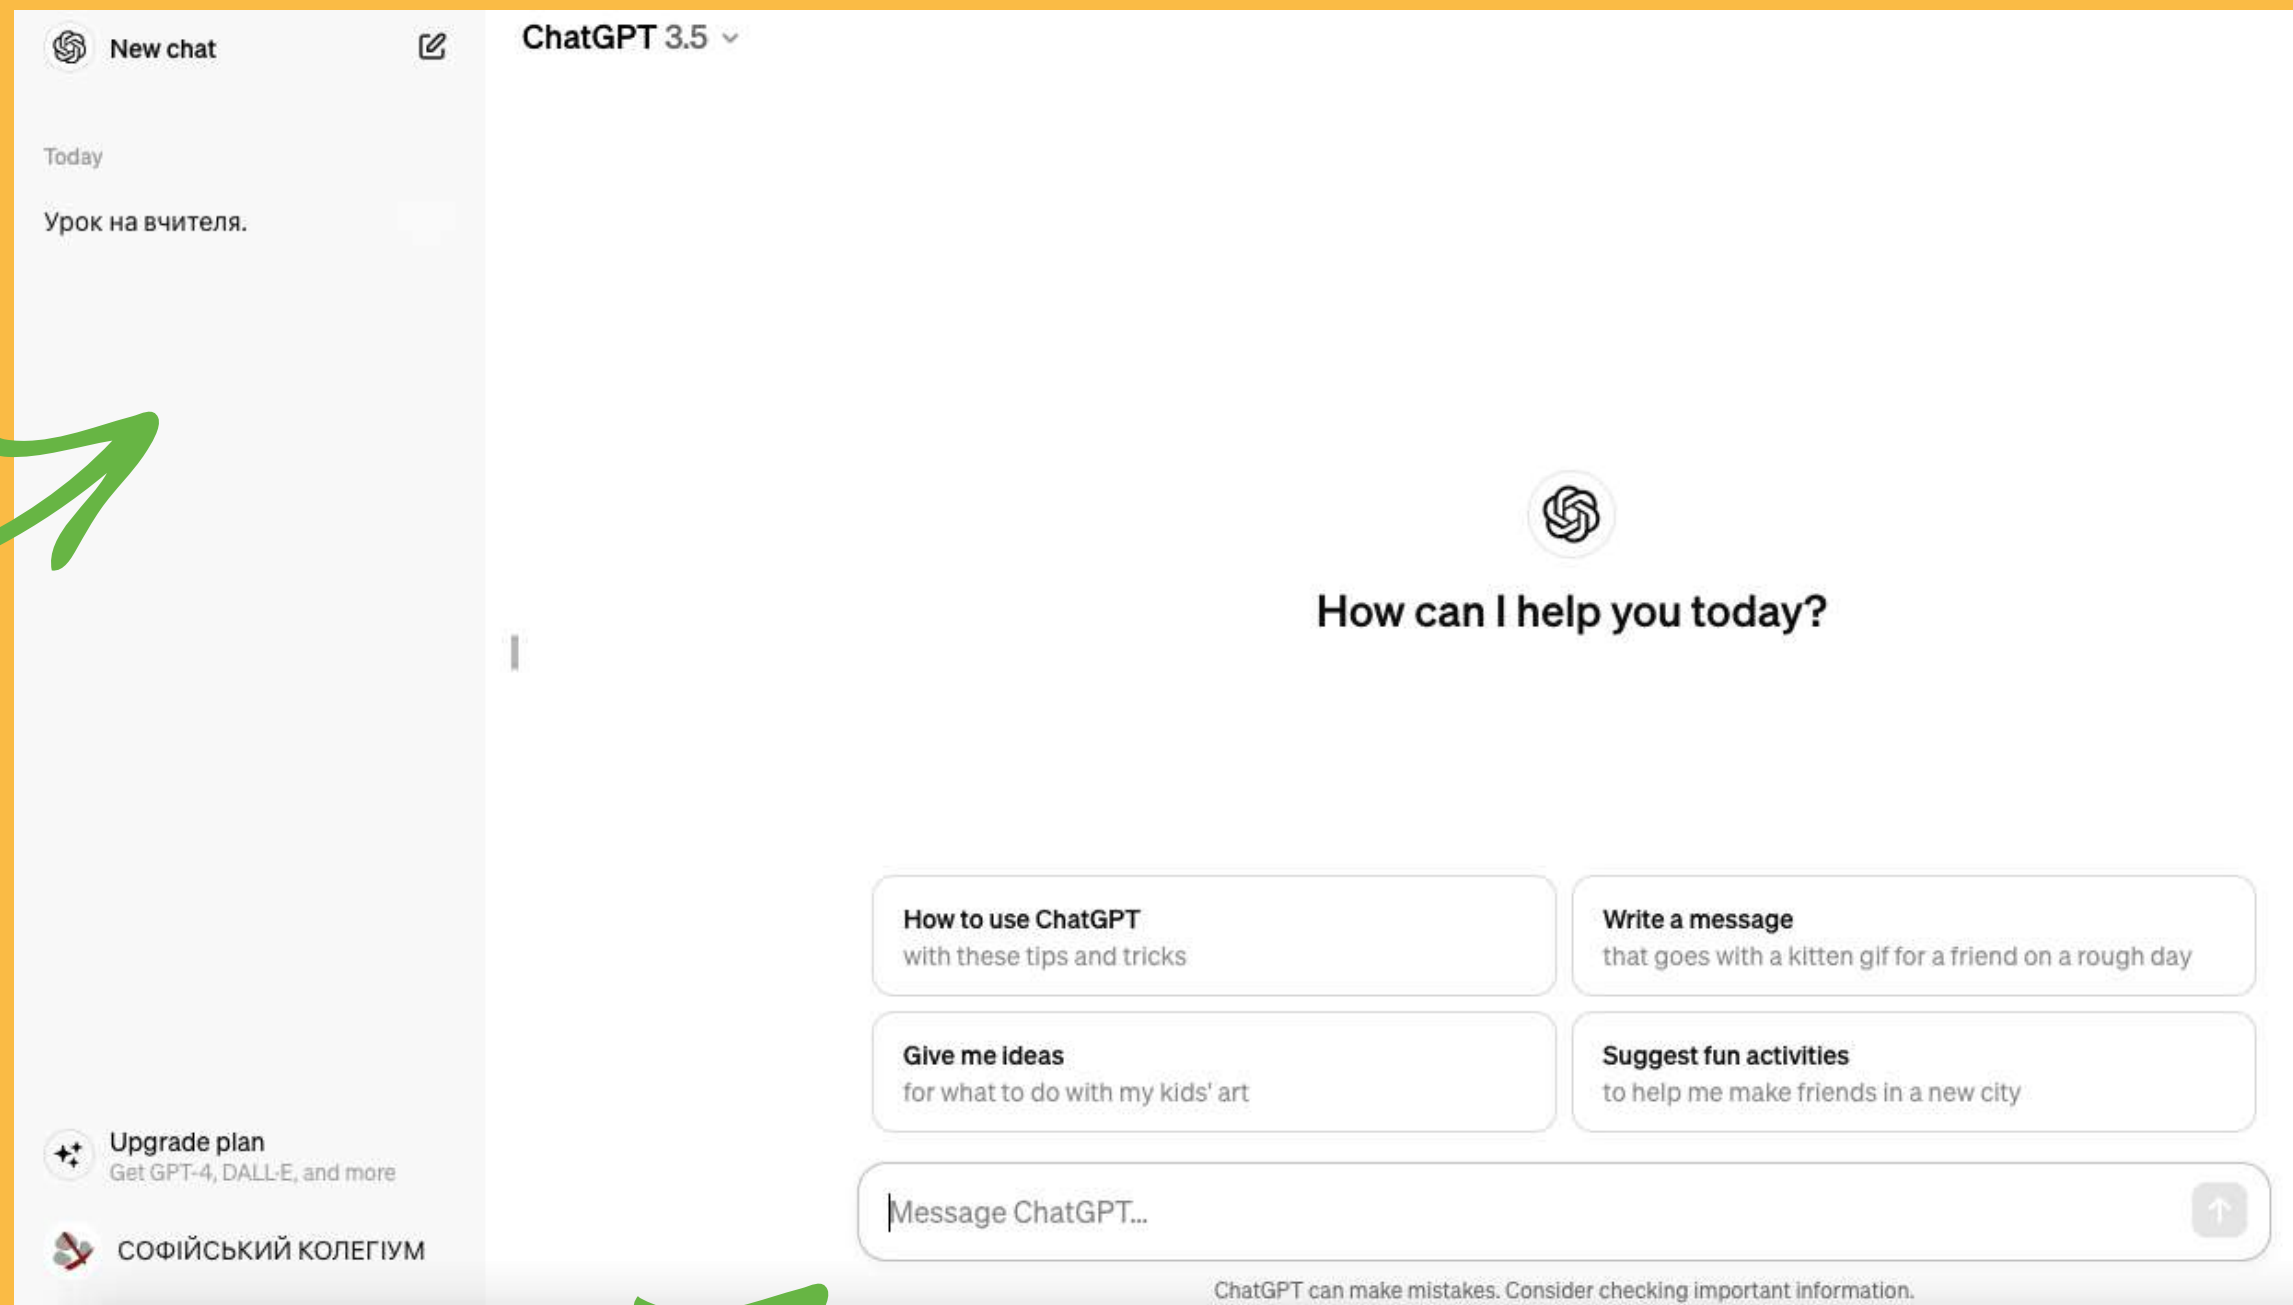 New chat
Today
Урок на вчителя.
Upgrade plan
Get GPT-4, DALL·E, and more
СОФІЙСЬКИЙ КОЛЕГІУМ
ChatGPT 3.5
How can I help you today?
How to use ChatGPT
with these tips and tricks
Write a message
that goes with a kitten gif for a friend on a rough day
Give me ideas
for what to do with my kids' art
Suggest fun activities
to help me make friends in a new city
Message ChatGPT...
ChatGPT can make mistakes. Consider checking important information.